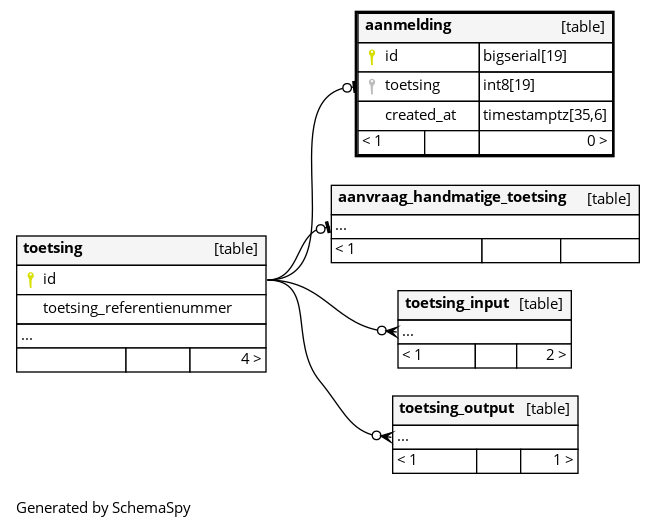 aanmelding [table]
id bigserial[19]
toetsing int8[19]
created_at timestamptz[35,6]
< 1 0 >
aanvraag_handmatige_toetsing [table]
...
< 1
toetsing [table]
id
toetsing_referentienummer
...
4 >
toetsing_input [table]
...
< 1 2 >
toetsing_output [table]
...
< 1 1 >
Generated by SchemaSpy